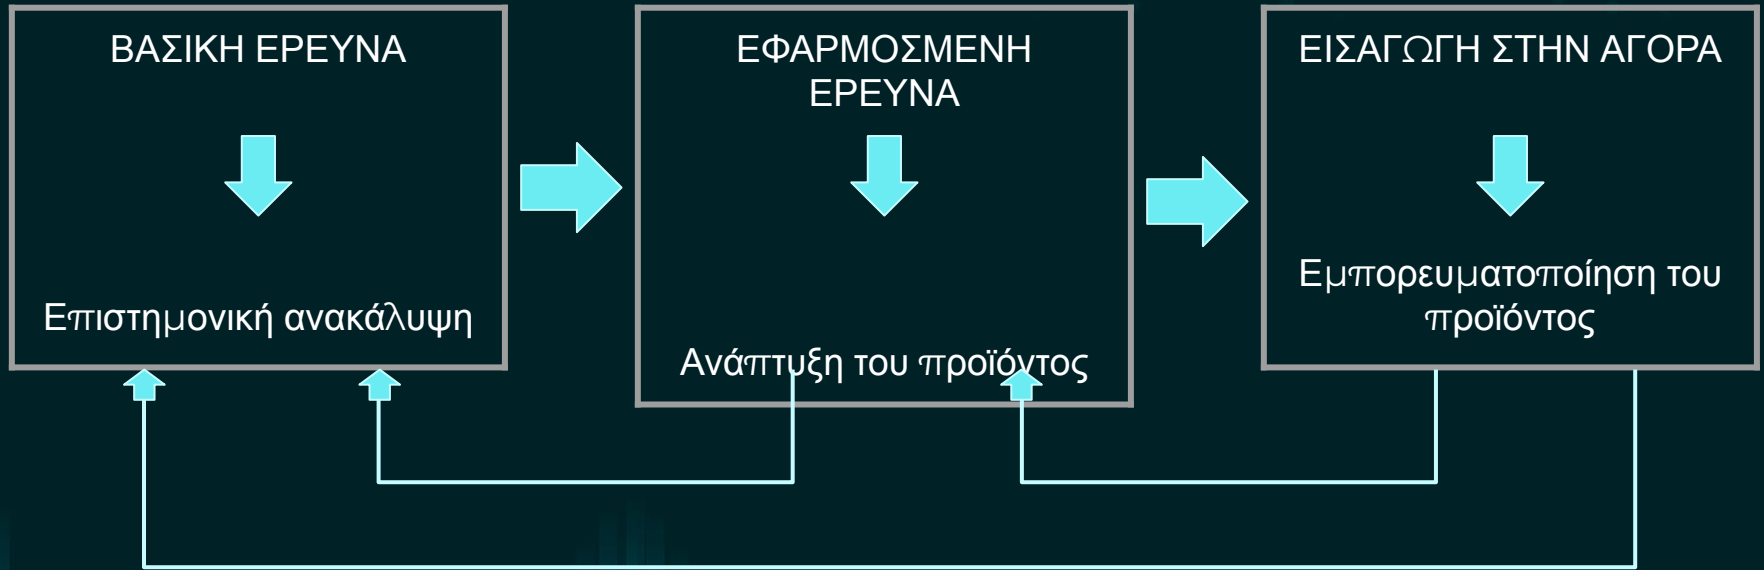 ΒΑΣΙΚΗ ΕΡΕΥΝΑ
Επιστημονική ανακάλυψη
ΕΦΑΡΜΟΣΜΕΝΗ
ΕΡΕΥΝΑ
Ανάπτυξη του προϊόντος
ΕΙΣΑΓΩΓΗ ΣΤΗΝ ΑΓΟΡΑ
Εμπορευματοποίηση του
προϊόντος